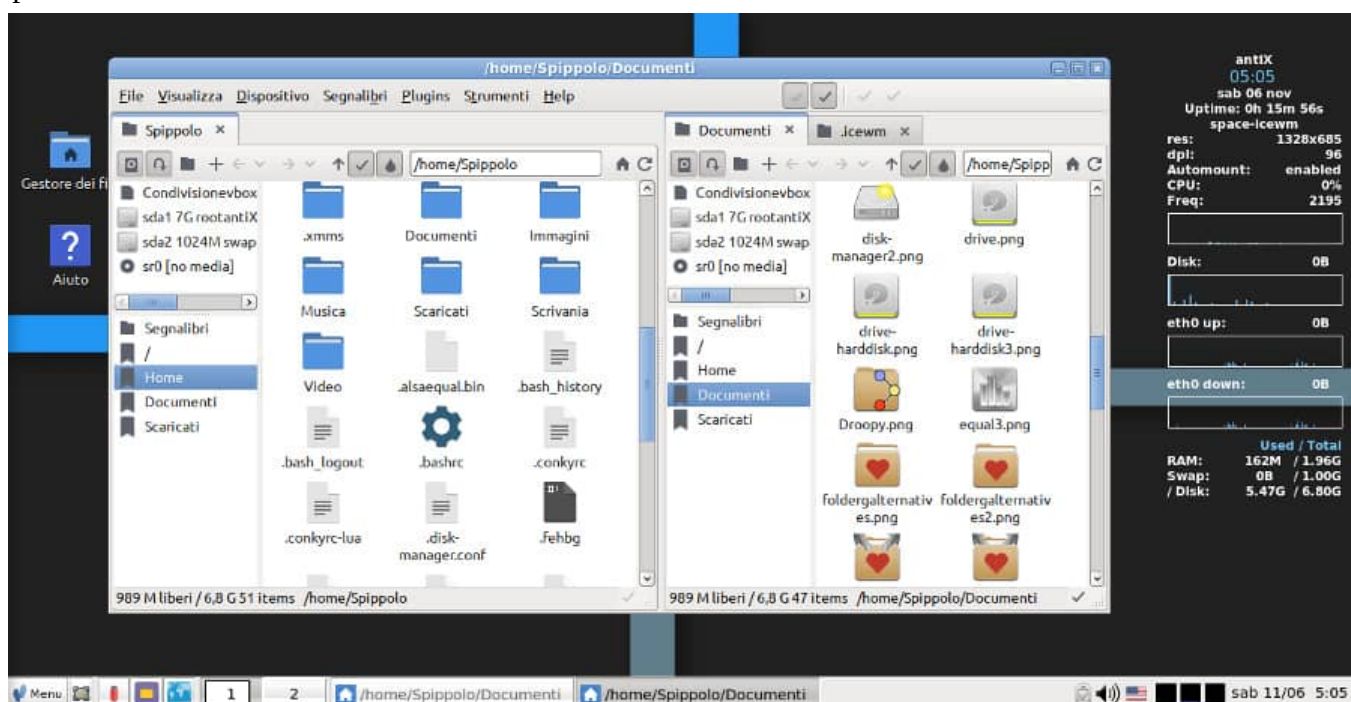 /home/Spippolo/Documenti
File Visualizza Dispositivo Segnalibri Plugins Strumenti Help
Spippolo
/home/Spippolo
Condivisionevbox
sda1 7G rootantiX
sda2 1024M swap
sr0 [no media]
Segnalibri
/
Home
Documenti
Scaricati
.xmms Documenti Immagini
Musica Scaricati Scrivania
Video .alsaequal.bin .bash_history
.bash_logout .bashrc .conkyrc
.conkyrc-lua .disk-
manager.conf .fehbg
989 M liberi / 6,8 G 51 items /home/Spippolo
Documenti .icewm
/home/Spipp
Condivisionevbox
sda1 7G rootantiX
sda2 1024M swap
sr0 [no media]
Segnalibri
/
Home
Documenti
Scaricati
disk-
manager2.png drive.png
drive-
harddisk.png drive-
harddisk3.png
Droopy.png equal3.png
foldergalternativ
es.png foldergalternativ
es2.png
989 M liberi / 6,8 G 47 items /home/Spippolo/Documenti
Aiuto
antiX
05:05
sab 06 nov
Uptime: 0h 15m 56s
space-icewm
res: 1328x685
dpi: 96
Automount: enabled
CPU: 0%
Freq: 2195
Disk: 0B
eth0 up: 0B
eth0 down: 0B
Used / Total
RAM: 162M / 1.96G
Swap: 0B / 1.00G
/ Disk: 5.47G / 6.80G
Gestore dei fi
Menu 1 2 /home/Spippolo/Documenti /home/Spippolo/Documenti sab 11/06 5:05